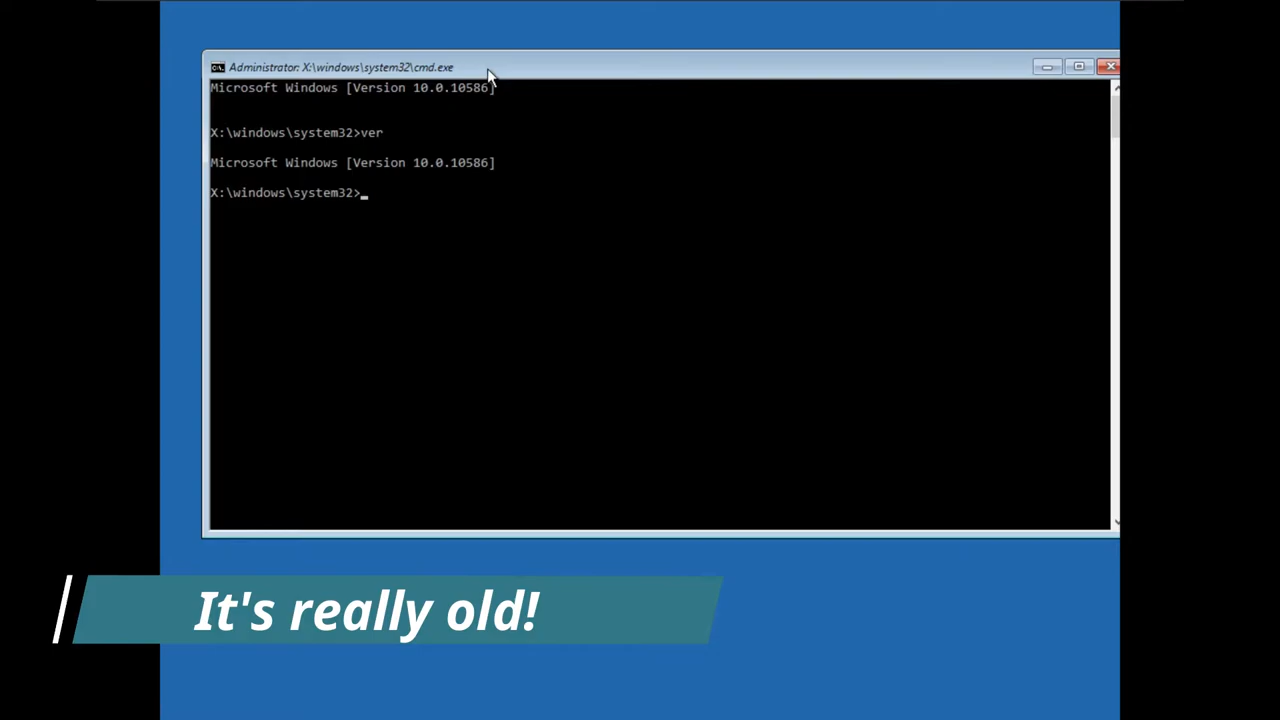 Administrator: X:\windows\system32\cmd.exe
Microsoft Windows [Version 10.0.10586]
X:\windows\system32>ver
Microsoft Windows [Version 10.0.10586]
X:\windows\system32>_
It's really old!